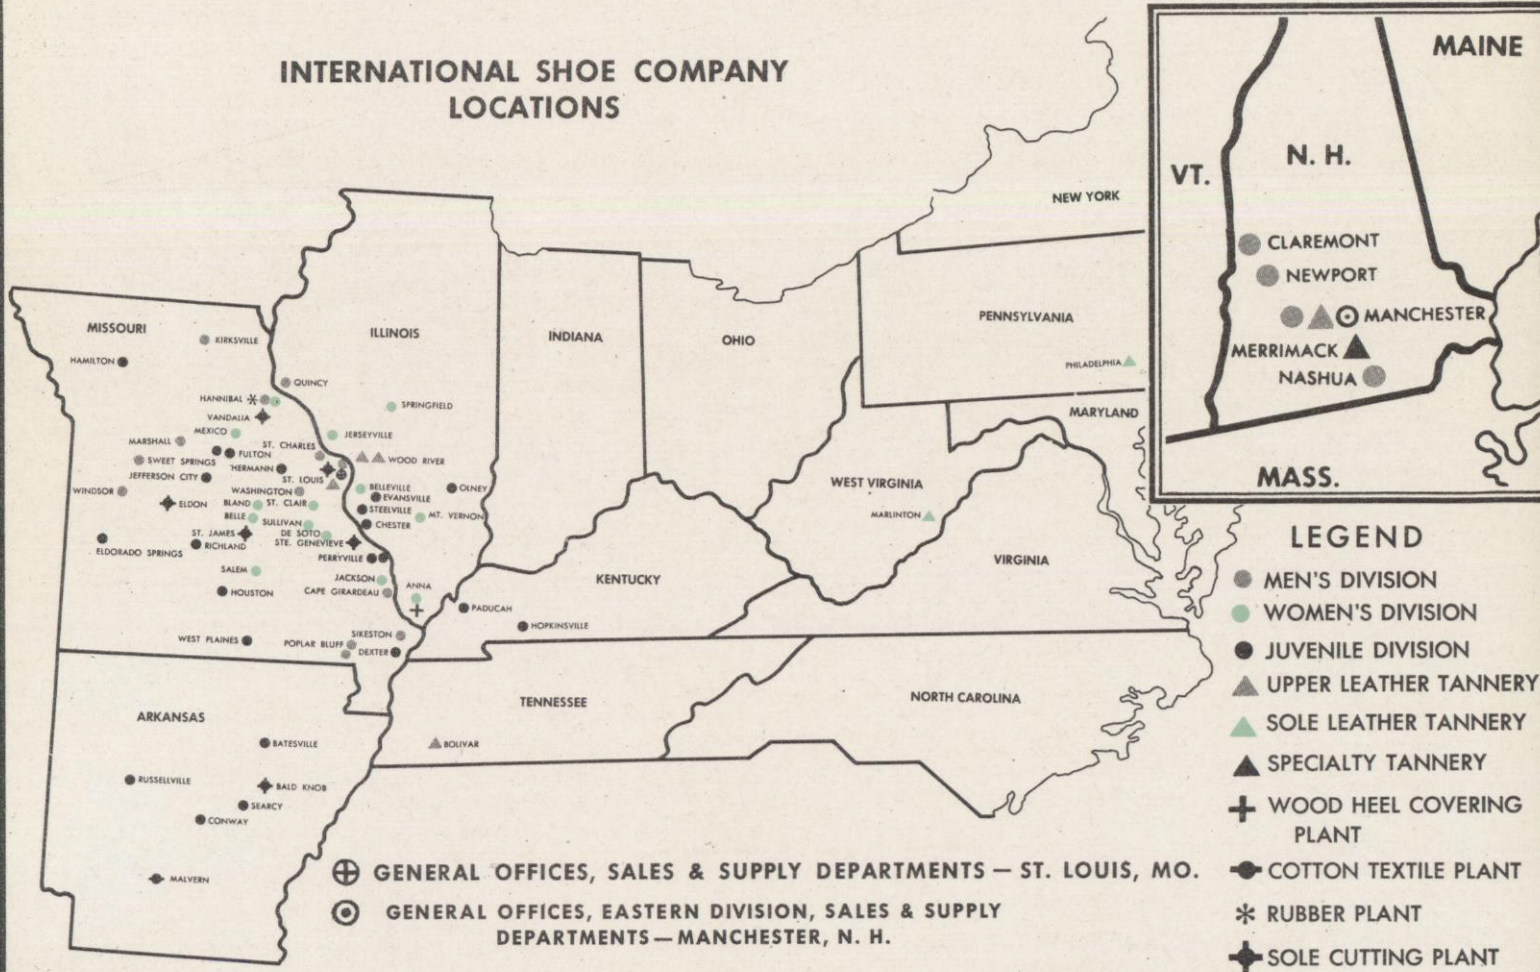 INTERNATIONAL SHOE COMPANY
LOCATIONS
MISSOURI
KIRKSVILLE
HAMILTON
HANNIBAL
VANDALIA
MEXICO
MARSHALL
ST. CHARLES
SWEET SPRINGS
FULTON
HERMANN
JEFFERSON CITY
ST. LOUIS
WINDSOR
WASHINGTON
ELDON
BLAND
ST. CLAIR
BELLE
SULLIVAN
ST. JAMES
DE SOTO
STE. GENEVIEVE
RICHLAND
ELDORADO SPRINGS
PERRYVILLE
SALEM
JACKSON
HOUSTON
CAPE GIRARDEAU
WEST PLAINES
SIKESTON
POPLAR BLUFF
DEXTER
ILLINOIS
QUINCY
SPRINGFIELD
JERSEYVILLE
WOOD RIVER
BELLEVILLE
OLNEY
EVANSVILLE
STEELVILLE
MT. VERNON
CHESTER
ANNA
INDIANA
OHIO
NEW YORK
PENNSYLVANIA
PHILADELPHIA
MARYLAND
WEST VIRGINIA
MARLINTON
VIRGINIA
KENTUCKY
PADUCAH
HOPKINSVILLE
TENNESSEE
BOLIVAR
NORTH CAROLINA
ARKANSAS
BATESVILLE
RUSSELLVILLE
BALD KNOB
SEARCY
CONWAY
MALVERN
MAINE
N. H.
VT.
CLAREMONT
NEWPORT
MANCHESTER
MERRIMACK
NASHUA
MASS.
LEGEND
MEN'S DIVISION
WOMEN'S DIVISION
JUVENILE DIVISION
UPPER LEATHER TANNERY
SOLE LEATHER TANNERY
SPECIALTY TANNERY
WOOD HEEL COVERING
PLANT
COTTON TEXTILE PLANT
RUBBER PLANT
SOLE CUTTING PLANT
GENERAL OFFICES, SALES & SUPPLY DEPARTMENTS — ST. LOUIS, MO.
GENERAL OFFICES, EASTERN DIVISION, SALES & SUPPLY
DEPARTMENTS — MANCHESTER, N. H.